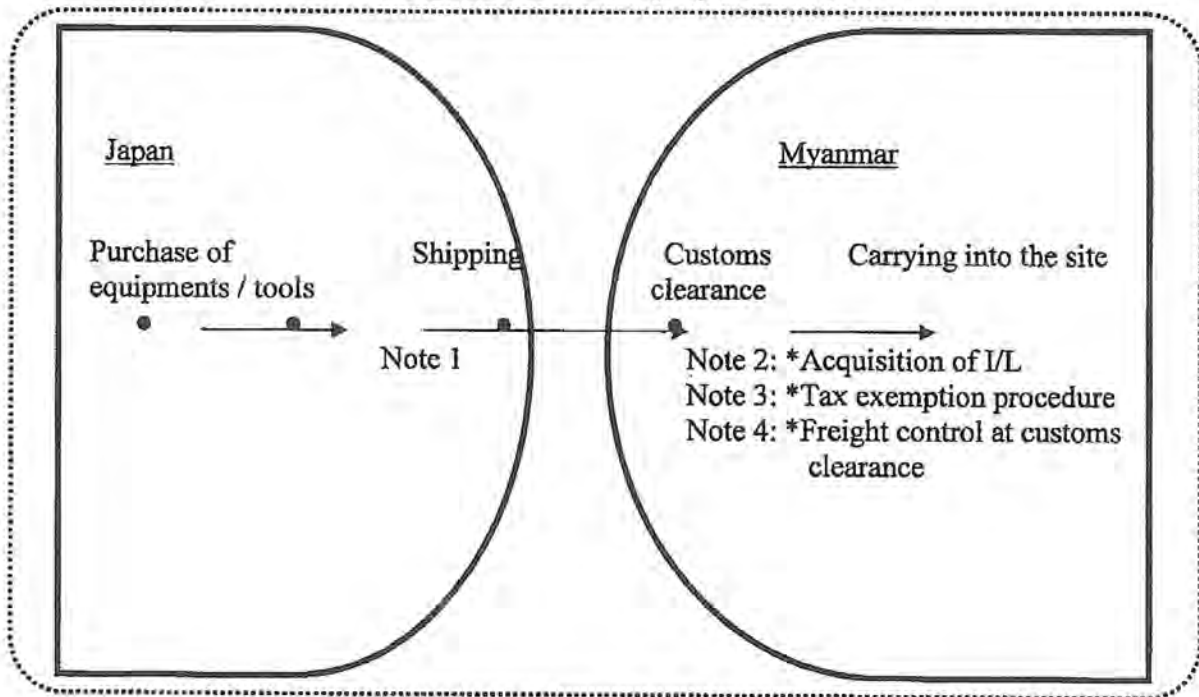 Japan
Myanmar
Purchase of
equipments / tools
Shipping
Customs
clearance
Carrying into the site
Note 1
Note 2: *Acquisition of I/L
Note 3: *Tax exemption procedure
Note 4: *Freight control at customs
clearance